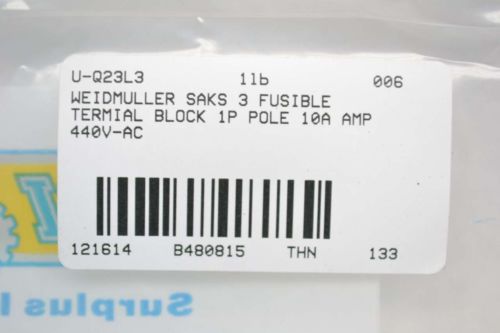 U-Q23L3 1lb 006
WEIDMULLER SAKS 3 FUSIBLE
TERMIAL BLOCK 1P POLE 10A AMP
440V-AC
121614 B480815 THN 133
Surplus